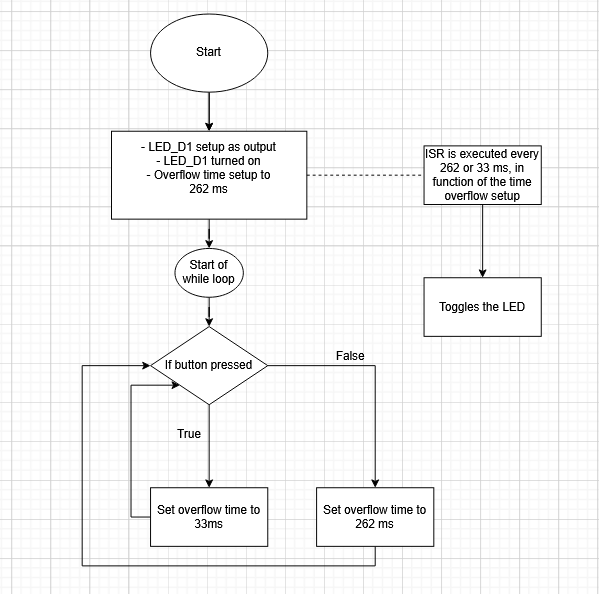 Start
- LED_D1 setup as output
- LED_D1 turned on
- Overflow time setup to
262 ms
ISR is executed every
262 or 33 ms, in
function of the time
overflow setup
Start of
while loop
Toggles the LED
If button pressed
False
True
Set overflow time to
33ms
Set overflow time to
262 ms